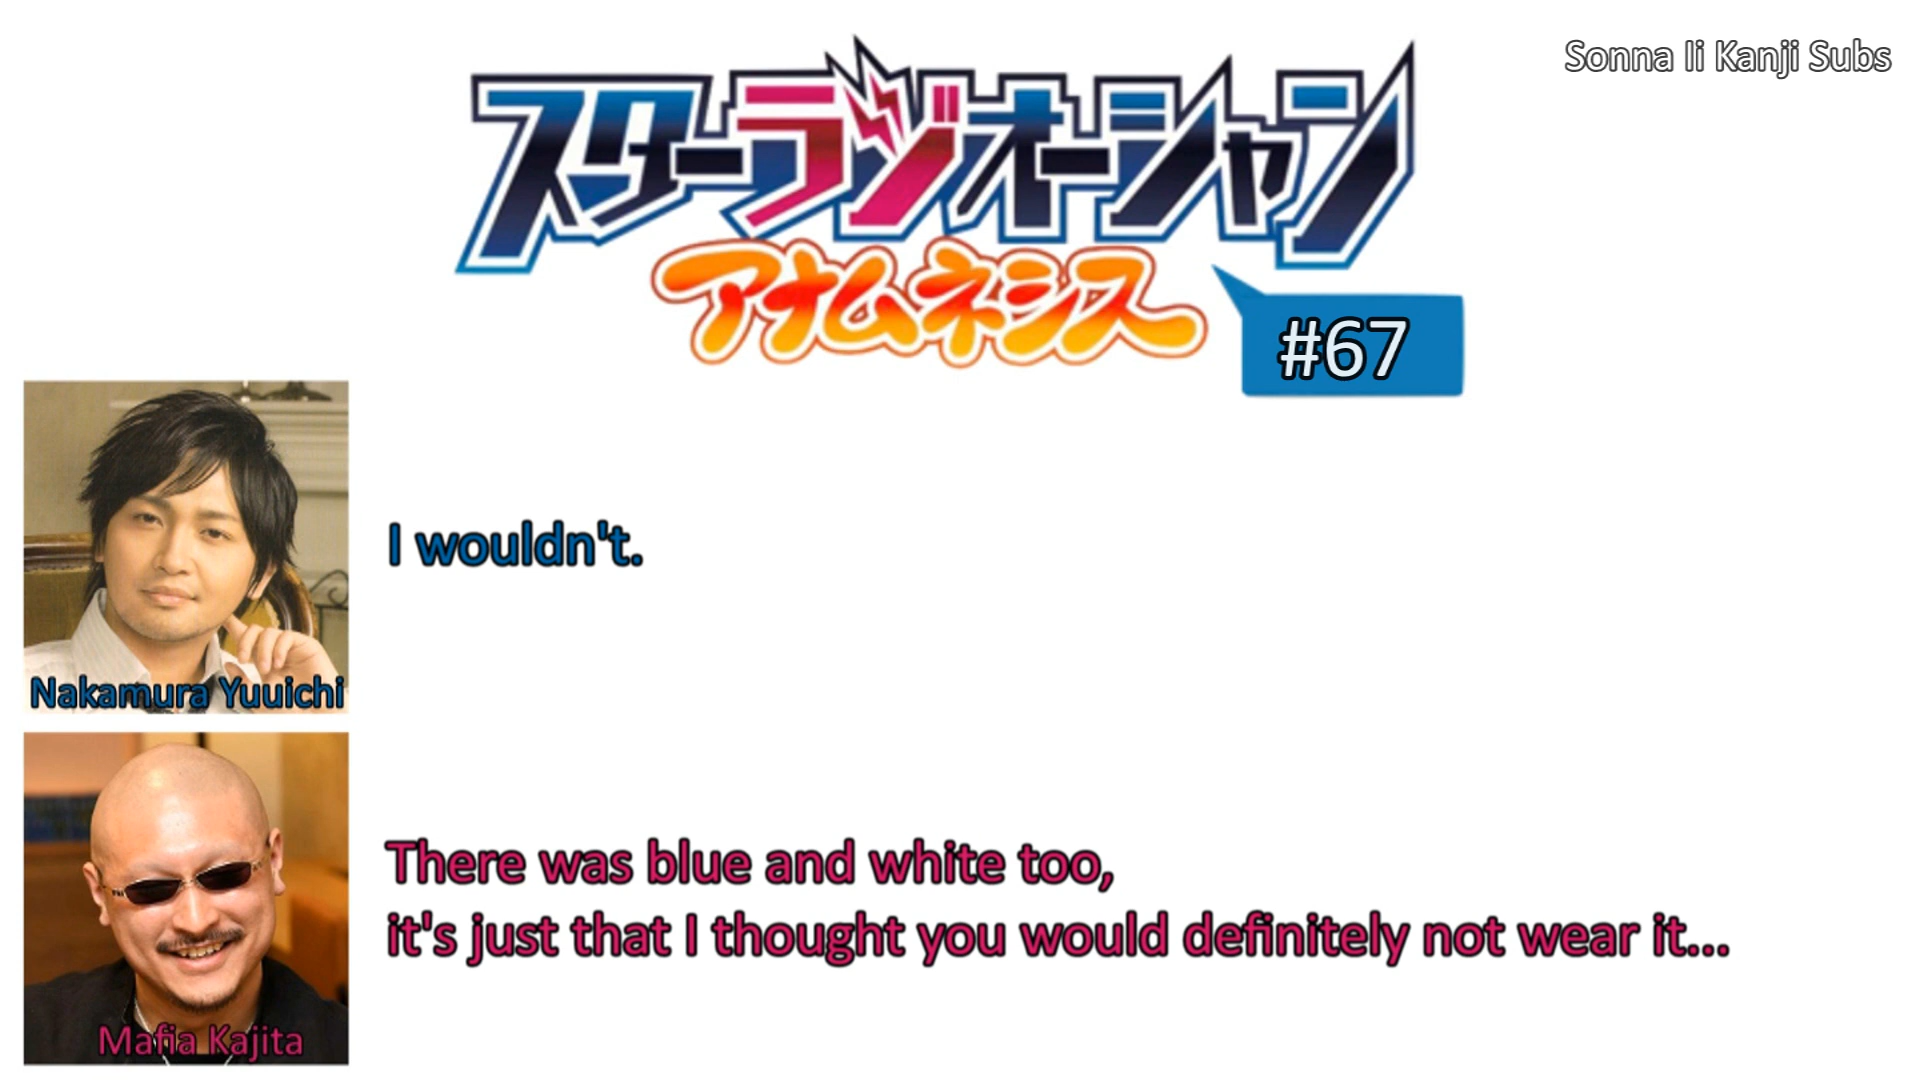 Sonna Ii Kanji Subs
スターラジオーシャン
アナムネシス
#67
I wouldn't.
Nakamura Yuuichi
There was blue and white too,
it's just that I thought you would definitely not wear it...
Mafia Kajita